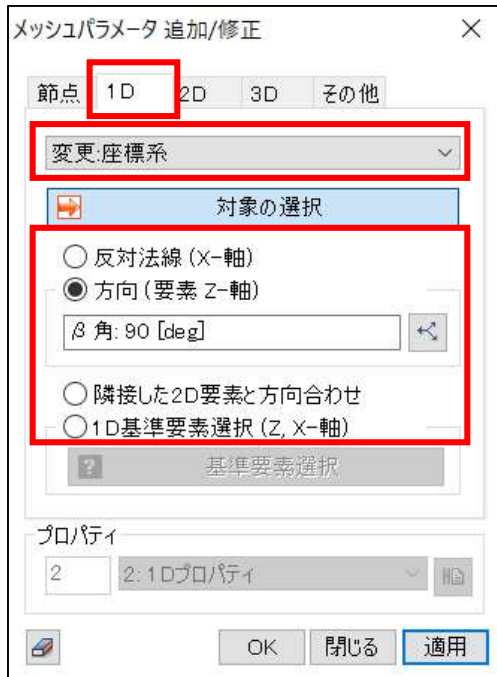 メッシュパラメータ 追加/修正
節点 1D 2D 3D その他
変更:座標系
対象の選択
反対法線 (X-軸)
方向 (要素 Z-軸)
β 角: 90 [deg]
隣接した2D要素と方向合わせ
1D基準要素選択 (Z, X-軸)
? 基準要素選択
プロパティ
2 2: 1Dプロパティ
OK 閉じる 適用